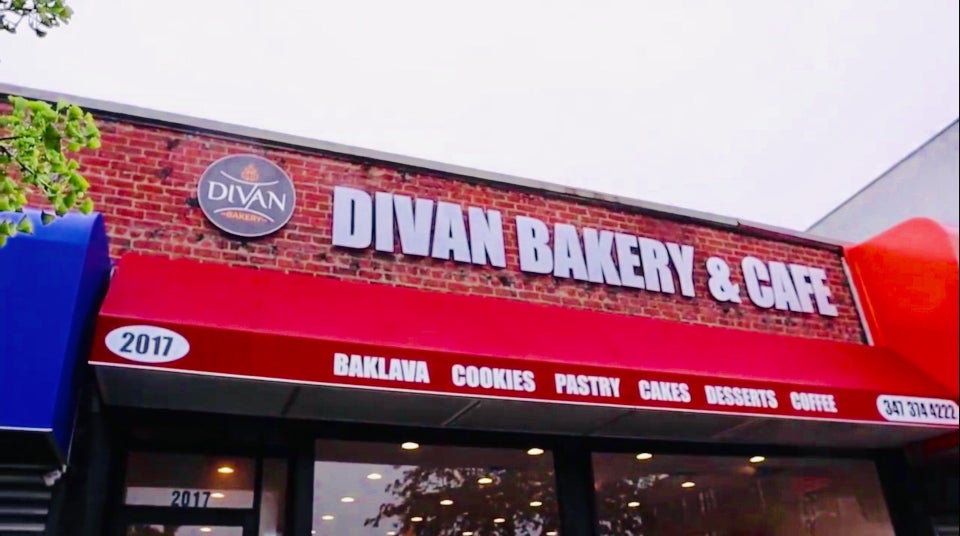 DIVAN
BAKERY
DIVAN BAKERY & CAFE
2017
BAKLAVA COOKIES PASTRY CAKES DESSERTS COFFEE
347 374 4222
2017